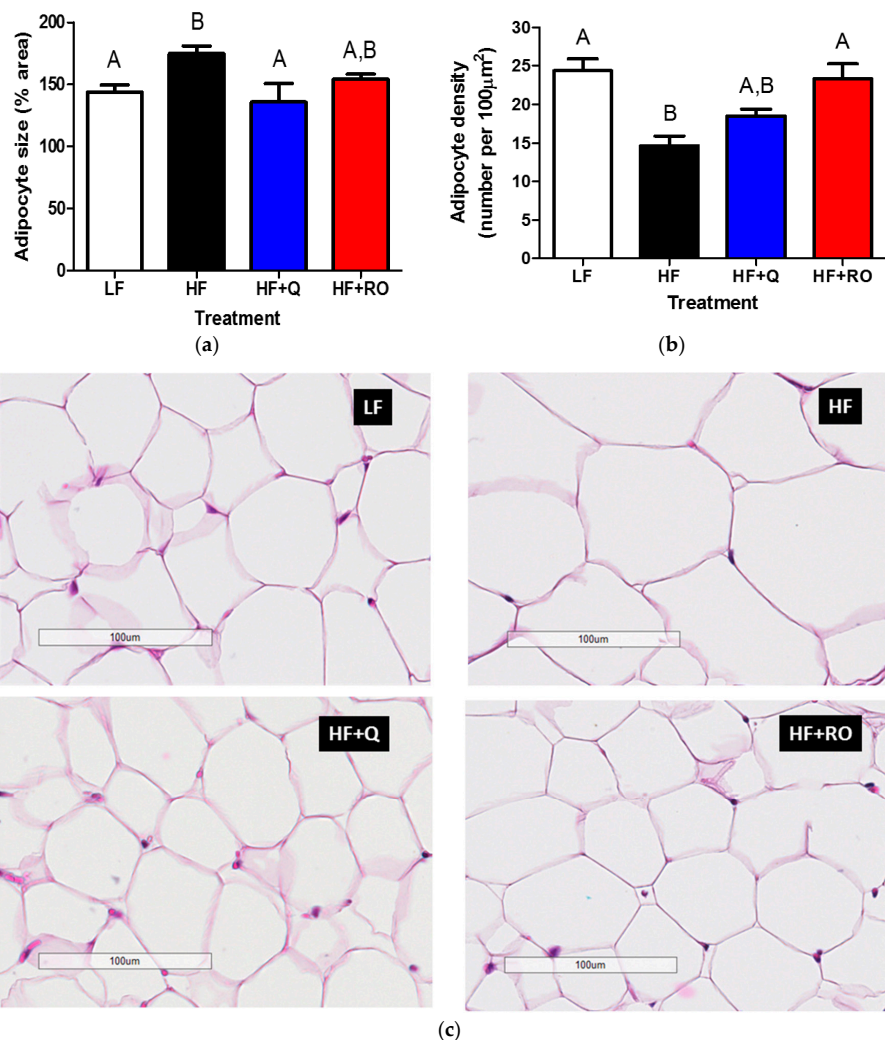 Adipocyte size (% area)
200
150
100
50
0
A
B
A
A,B
LF
HF
HF+Q
HF+RO
Treatment
(a)
Adipocyte density
(number per 100µm²)
30
25
20
15
10
5
0
A
B
A,B
A
LF
HF
HF+Q
HF+RO
Treatment
(b)
LF
100um
HF
100um
HF+Q
100um
HF+RO
100um
(c)